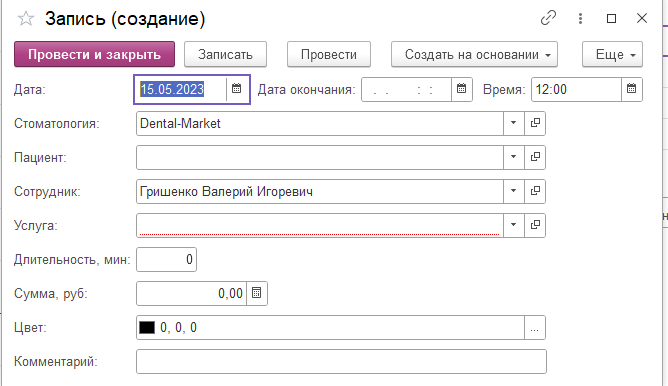 Запись (создание)
Провести и закрыть Записать Провести Создать на основании Еще
Дата: 15.05.2023 Дата окончания: . . : : Время: 12:00
Стоматология: Dental-Market
Пациент:
Сотрудник: Гришенко Валерий Игоревич
Услуга:
Длительность, мин: 0
Сумма, руб: 0,00
Цвет: 0, 0, 0 ...
Комментарий: